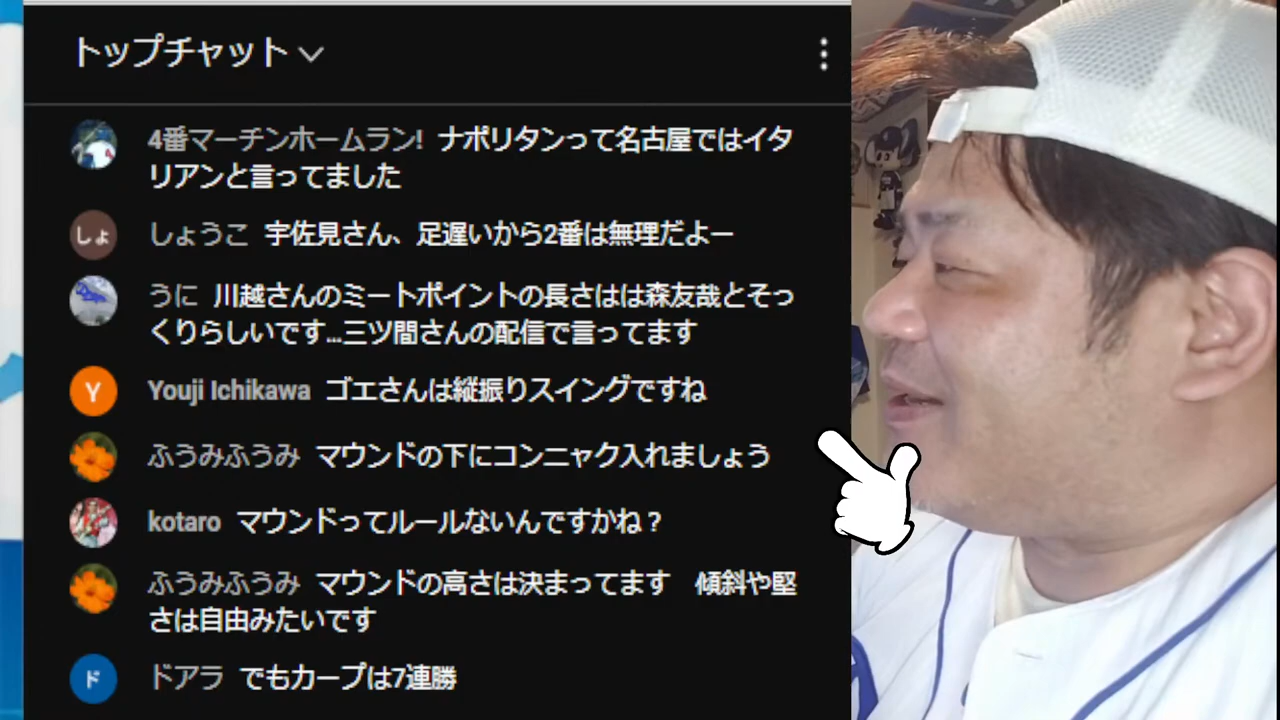 トップチャット
4番マーチンホームラン! ナポリタンって名古屋ではイタ
リアンと言ってました
しょ しょうこ 宇佐見さん、足遅いから2番は無理だよー
うに 川越さんのミートポイントの長さはは森友哉とそっ
くりらしいです...三ツ間さんの配信で言ってます
Y Youji Ichikawa ゴエさんは縦振りスイングですね
ふうみふうみ マウンドの下にコンニャク入れましょう
kotaro マウンドってルールないんですかね？
ふうみふうみ マウンドの高さは決まってます 傾斜や堅
さは自由みたいです
ド ドアラ でもカープは7連勝